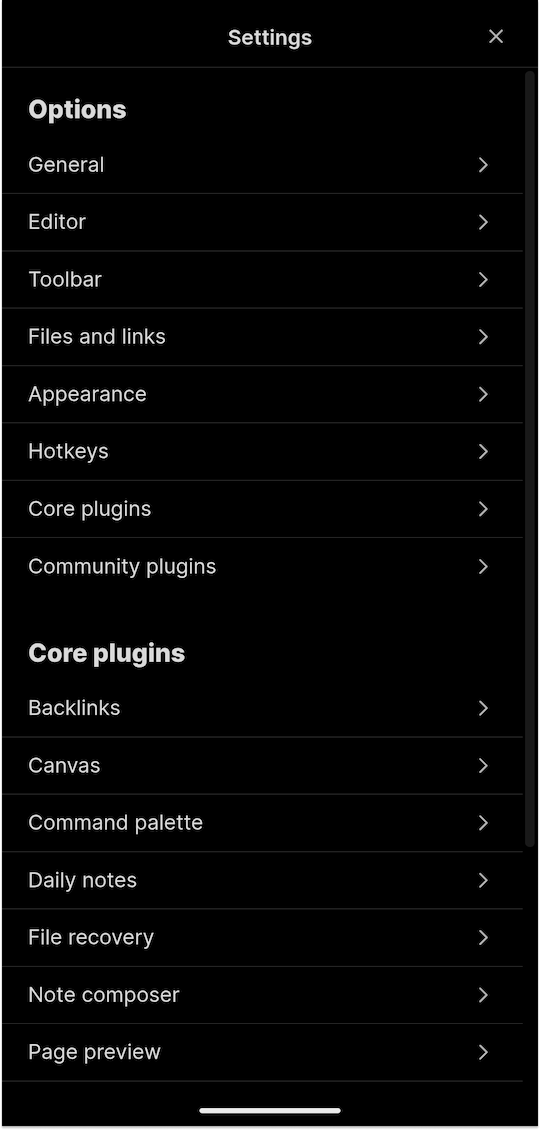 Settings
Options
General
Editor
Toolbar
Files and links
Appearance
Hotkeys
Core plugins
Community plugins
Core plugins
Backlinks
Canvas
Command palette
Daily notes
File recovery
Note composer
Page preview